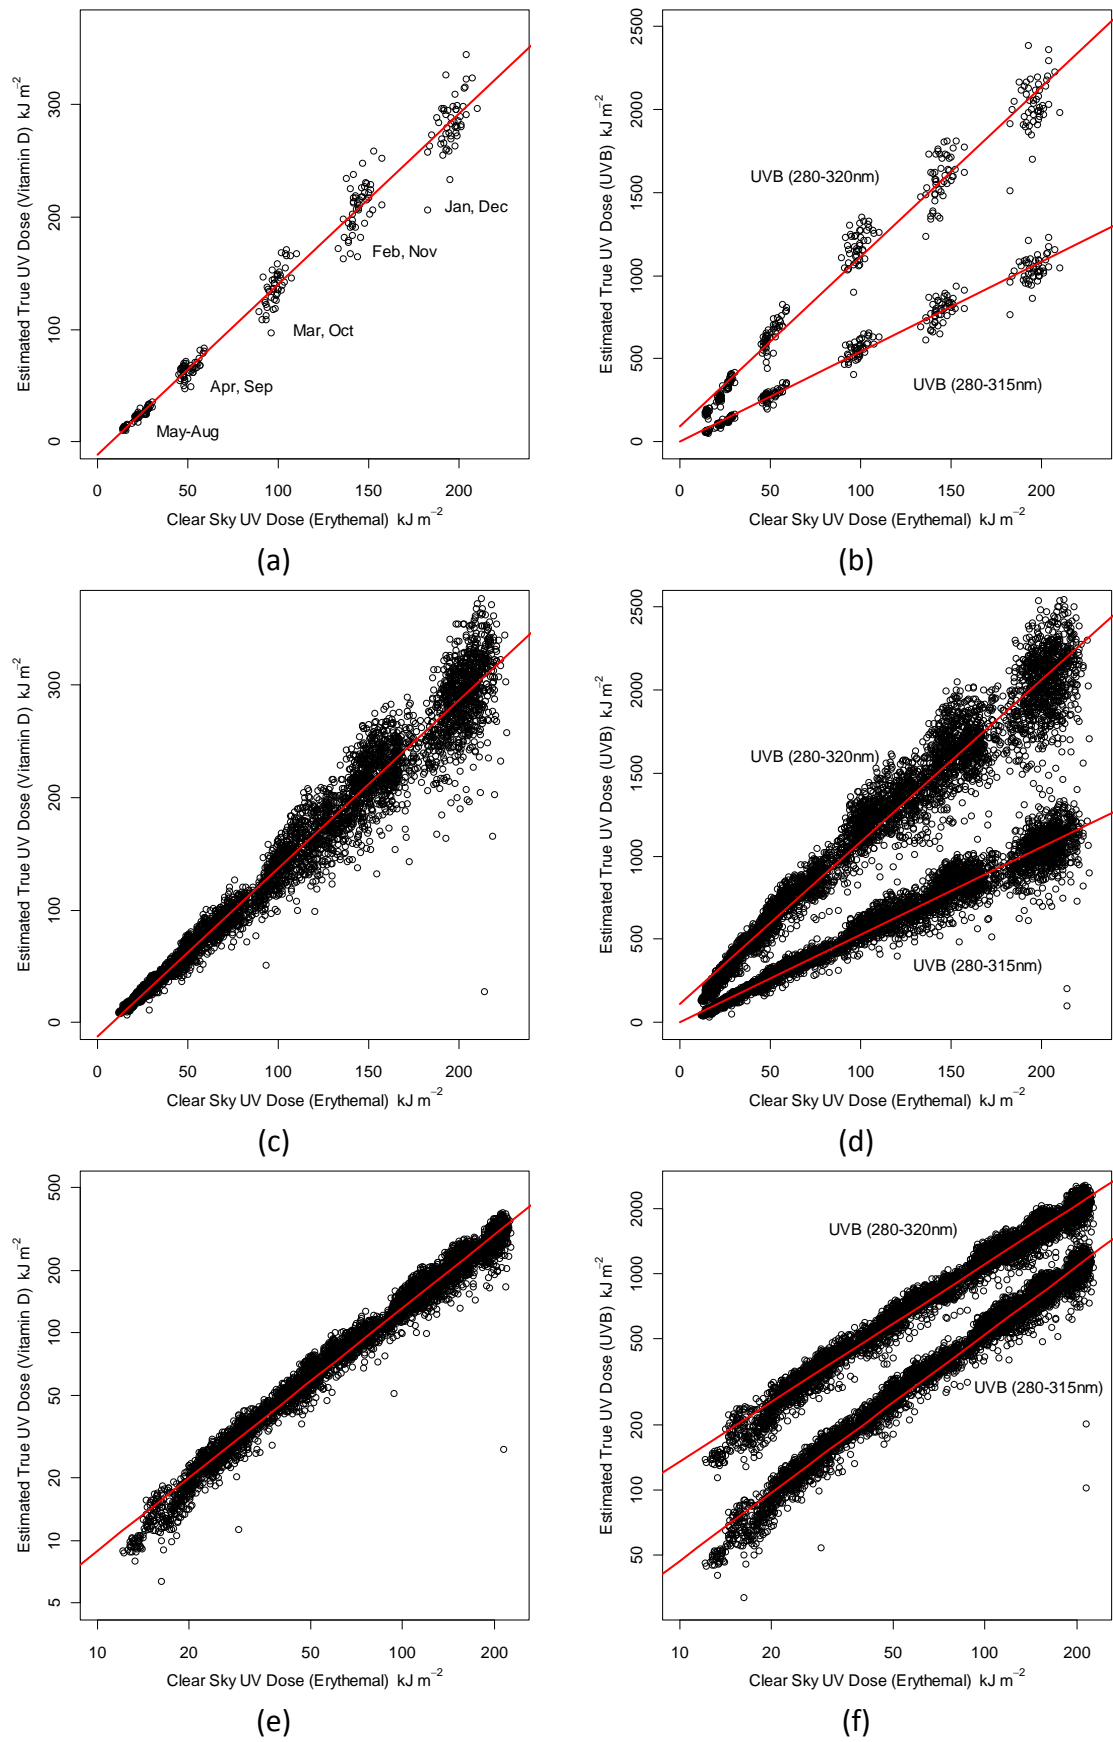 Estimated True UV Dose (Vitamin D) kJ m⁻²
300
200
100
0
Jan, Dec
Feb, Nov
Mar, Oct
Apr, Sep
May-Aug
0 50 100 150 200
Clear Sky UV Dose (Erythemal) kJ m⁻²
(a)
Estimated True UV Dose (UVB) kJ m⁻²
2500
2000
1500
1000
500
0
UVB (280-320nm)
UVB (280-315nm)
0 50 100 150 200
Clear Sky UV Dose (Erythemal) kJ m⁻²
(b)
Estimated True UV Dose (Vitamin D) kJ m⁻²
300
200
100
0
0 50 100 150 200
Clear Sky UV Dose (Erythemal) kJ m⁻²
(c)
Estimated True UV Dose (UVB) kJ m⁻²
2500
2000
1500
1000
500
0
UVB (280-320nm)
UVB (280-315nm)
0 50 100 150 200
Clear Sky UV Dose (Erythemal) kJ m⁻²
(d)
Estimated True UV Dose (Vitamin D) kJ m⁻²
500
200
100
50
20
10
5
10 20 50 100 200
Clear Sky UV Dose (Erythemal) kJ m⁻²
(e)
Estimated True UV Dose (UVB) kJ m⁻²
2000
1000
500
200
100
50
UVB (280-320nm)
UVB (280-315nm)
10 20 50 100 200
Clear Sky UV Dose (Erythemal) kJ m⁻²
(f)